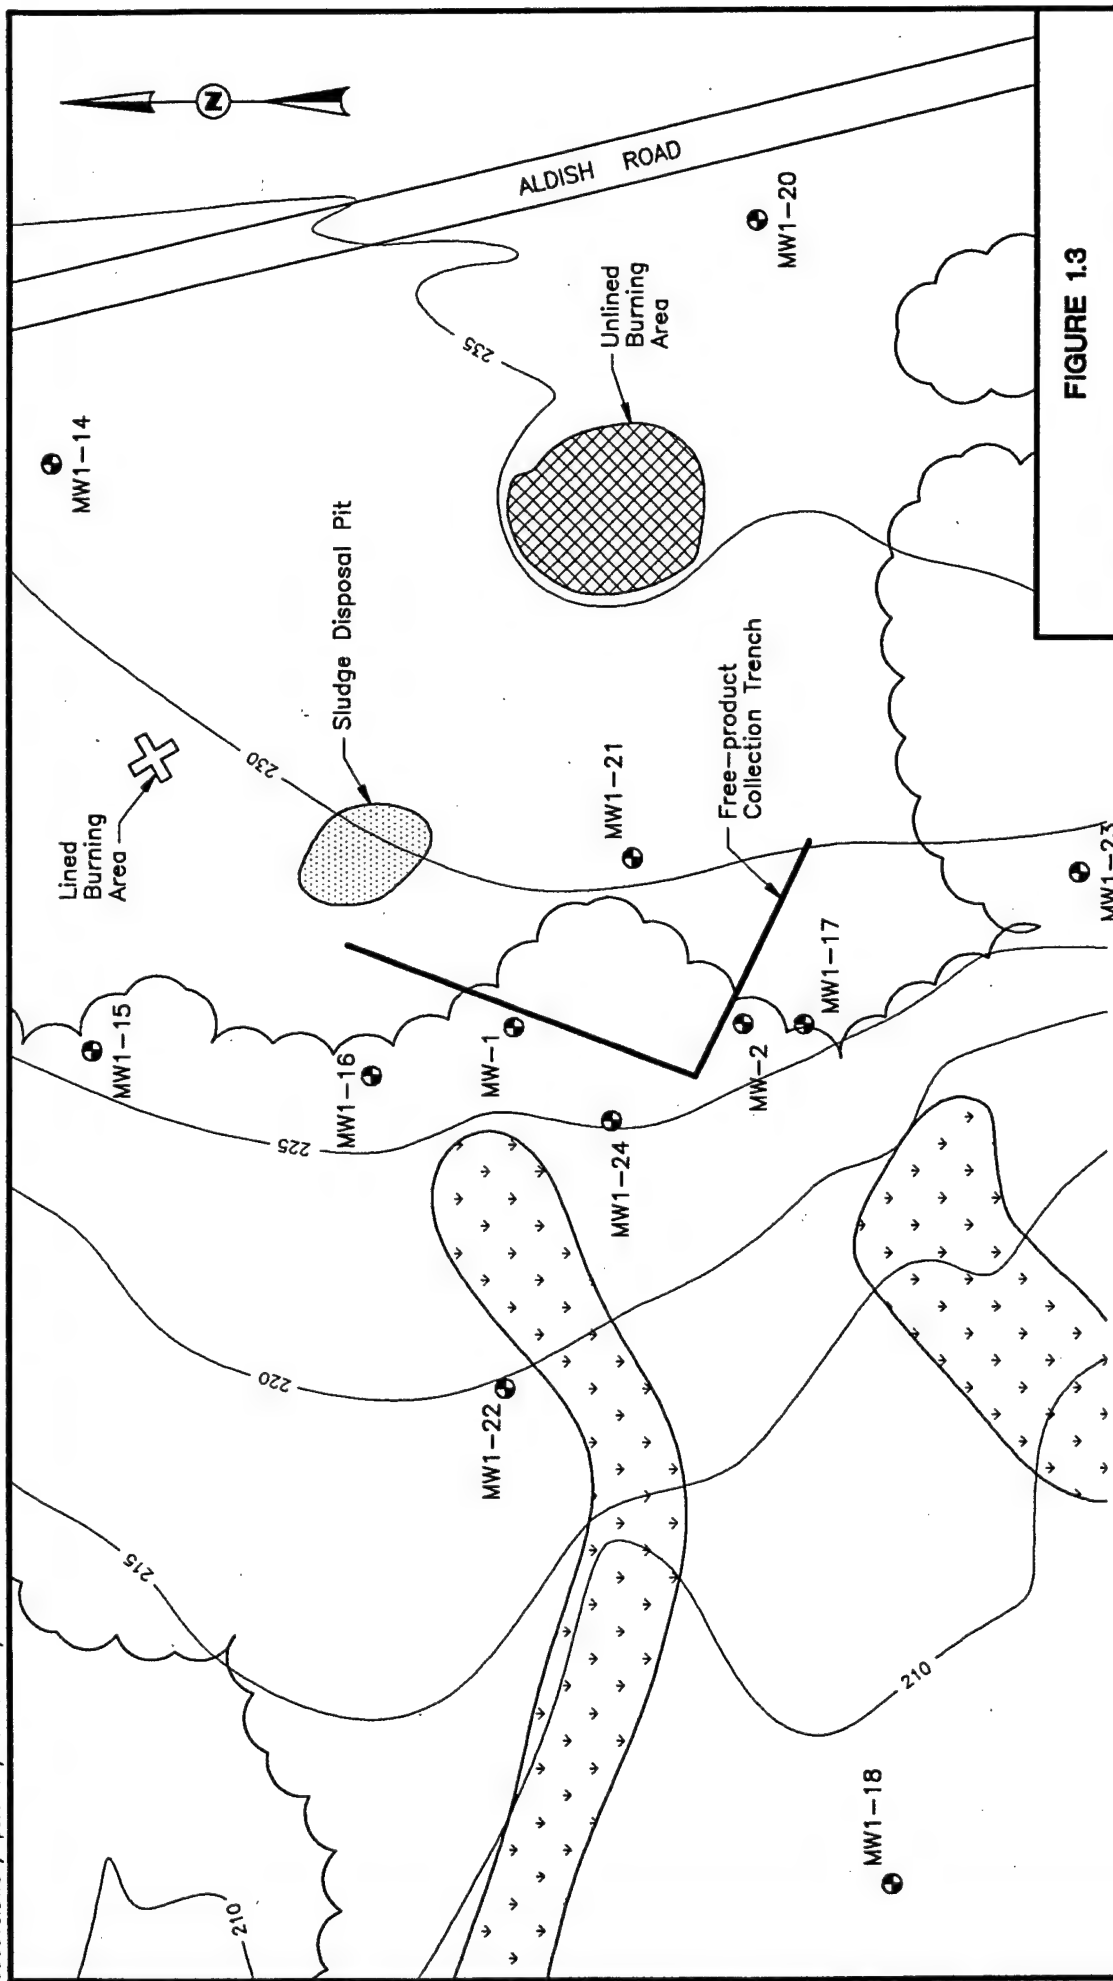 N
ALDISH ROAD
MW1-20
MW1-14
235
Unlined
Burning
Area
FIGURE 1.3
Sludge Disposal Pit
230
Lined
Burning
Area
MW1-21
Free-product
Collection Trench
MW1-23
MW1-15
MW1-16
MW-1
MW-2
MW1-17
225
MW1-24
220
MW1-22
215
210
210
MW1-18